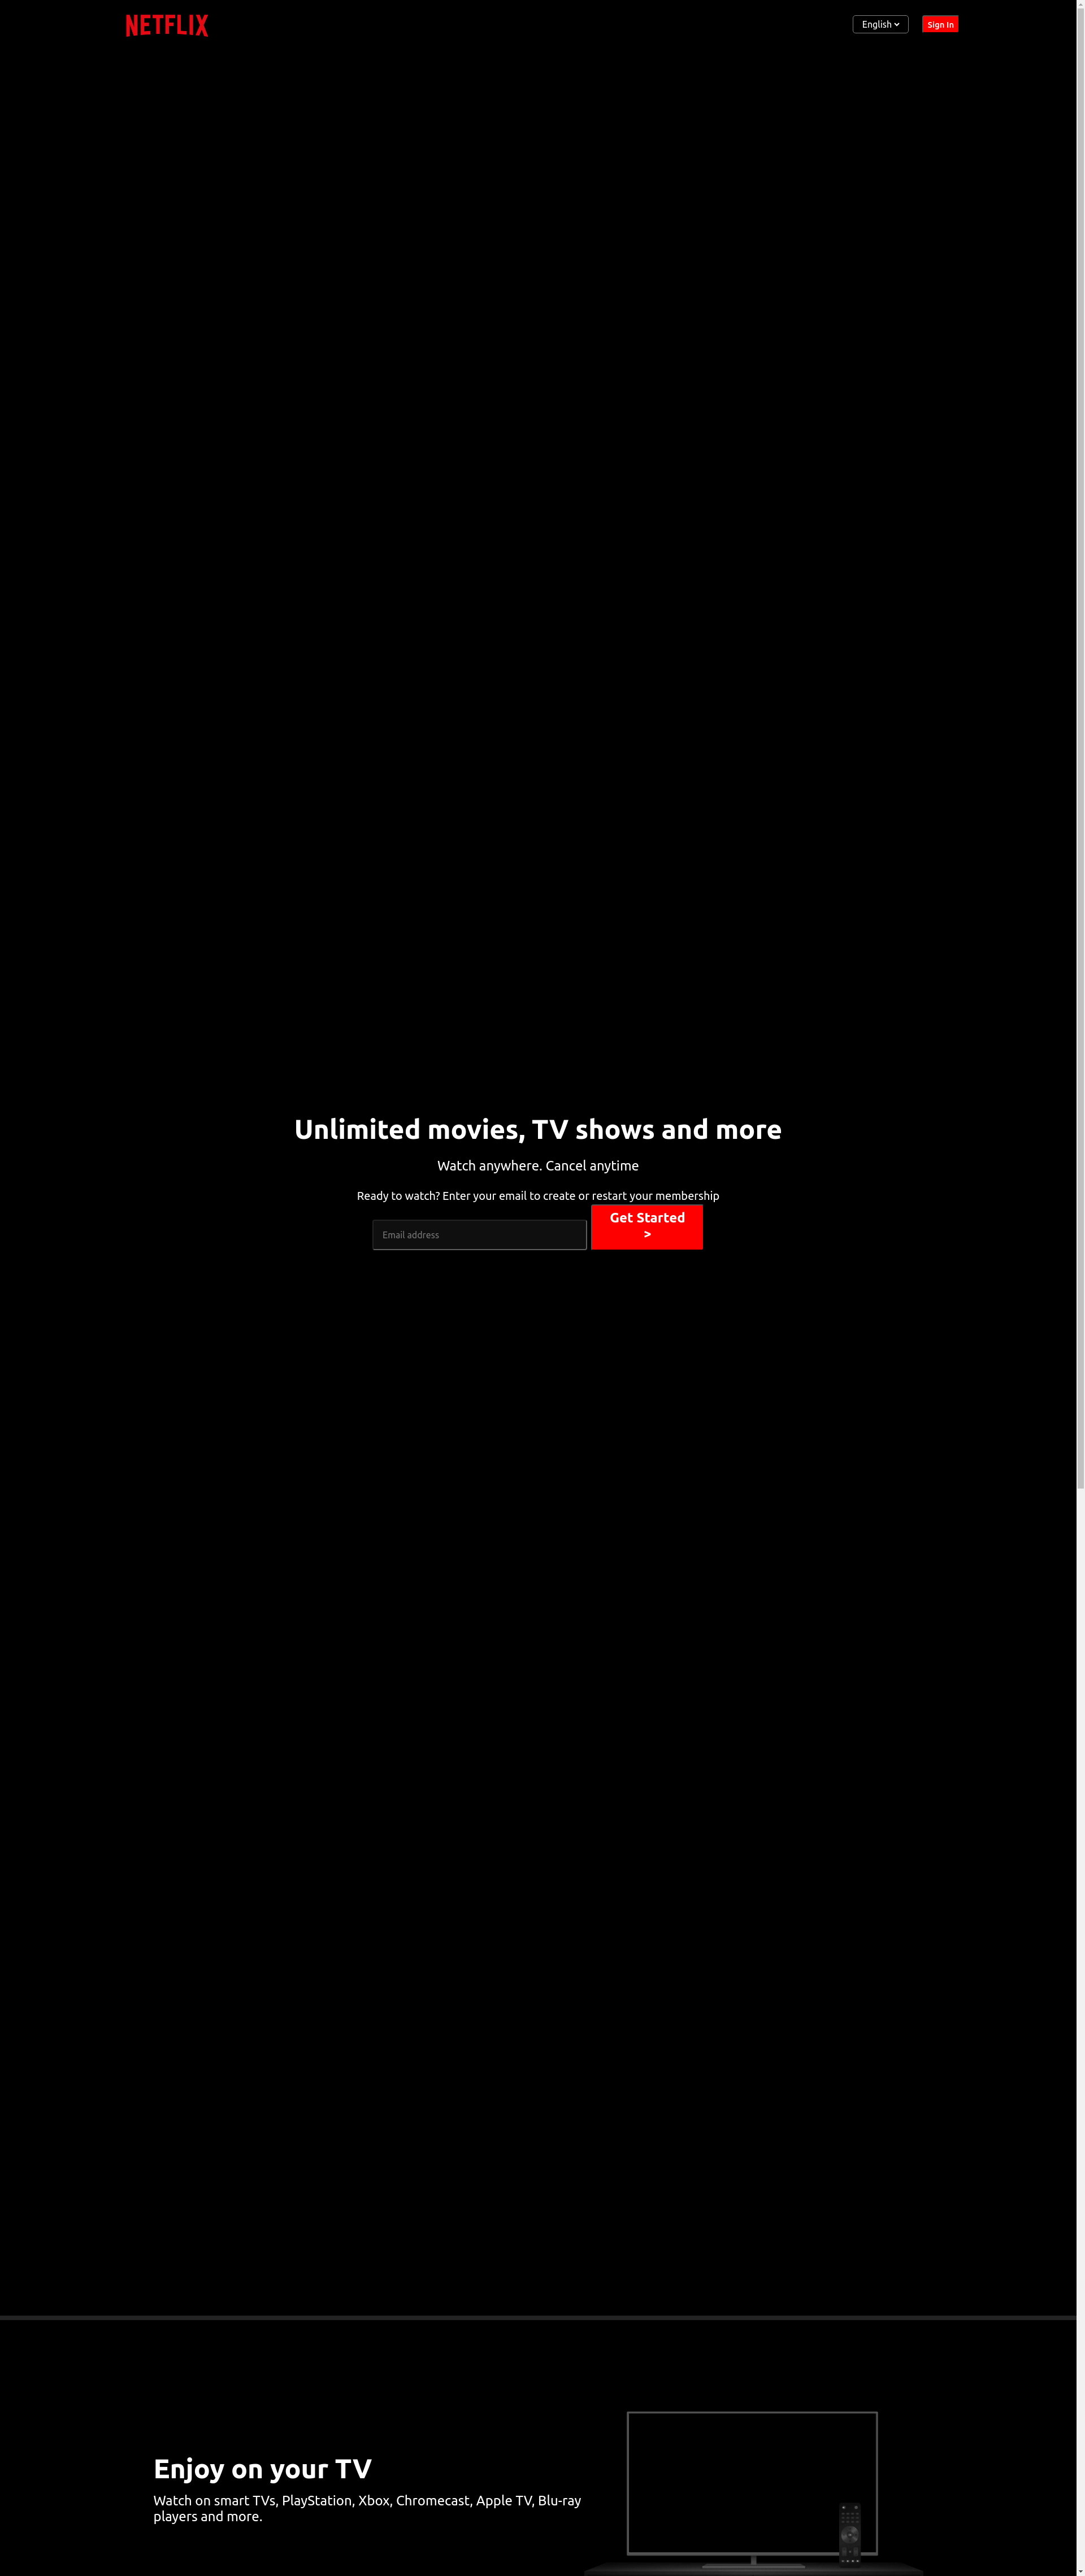 NETFLIX
English
Sign In
Unlimited movies, TV shows and more
Watch anywhere. Cancel anytime
Ready to watch? Enter your email to create or restart your membership
Email address
Get Started
>
Enjoy on your TV
Watch on smart TVs, PlayStation, Xbox, Chromecast, Apple TV, Blu-ray
players and more.